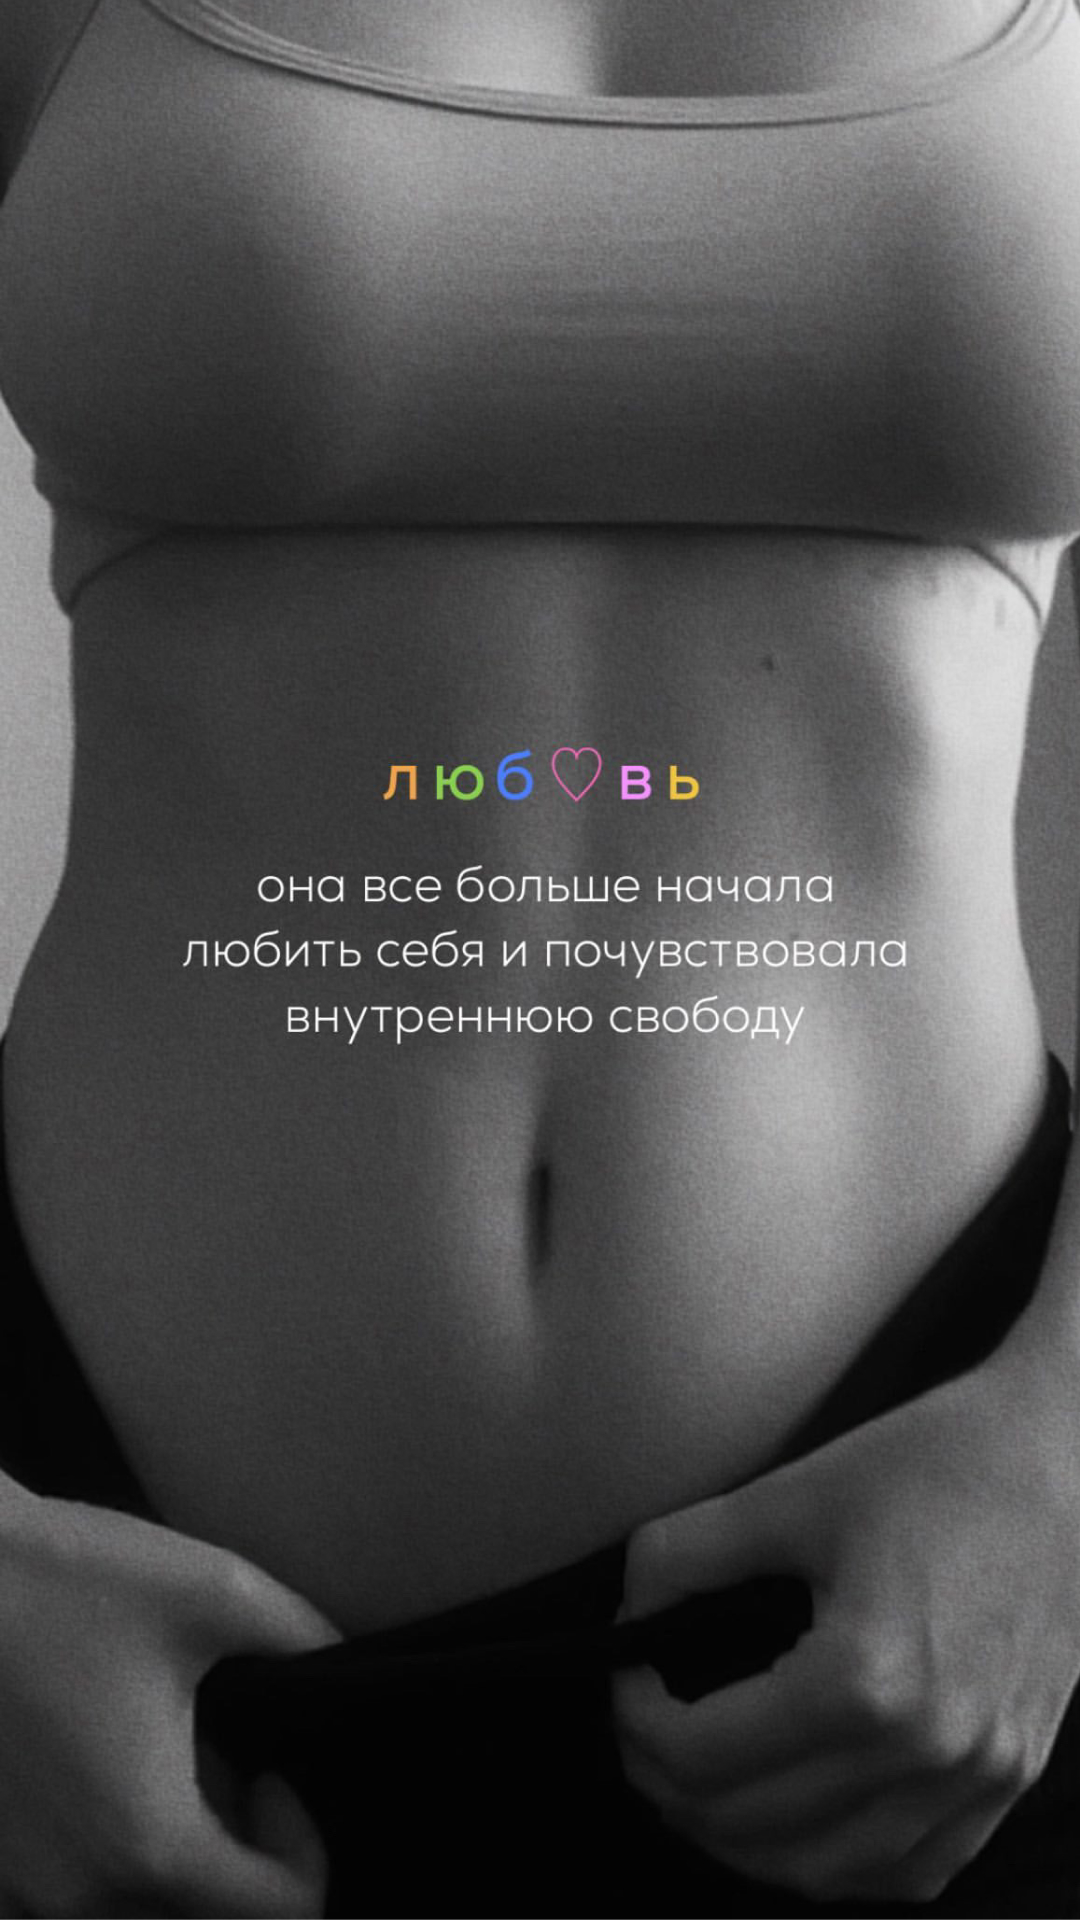 люб♡вь
она все больше начала
любить себя и почувствовала
внутреннюю свободу